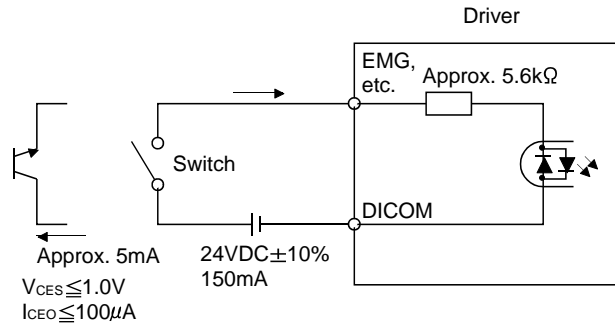 Driver
EMG,
etc.
Approx. 5.6kΩ
Switch
DICOM
Approx. 5mA
24VDC±10%
150mA
VCES≦1.0V
ICEO≦100μA